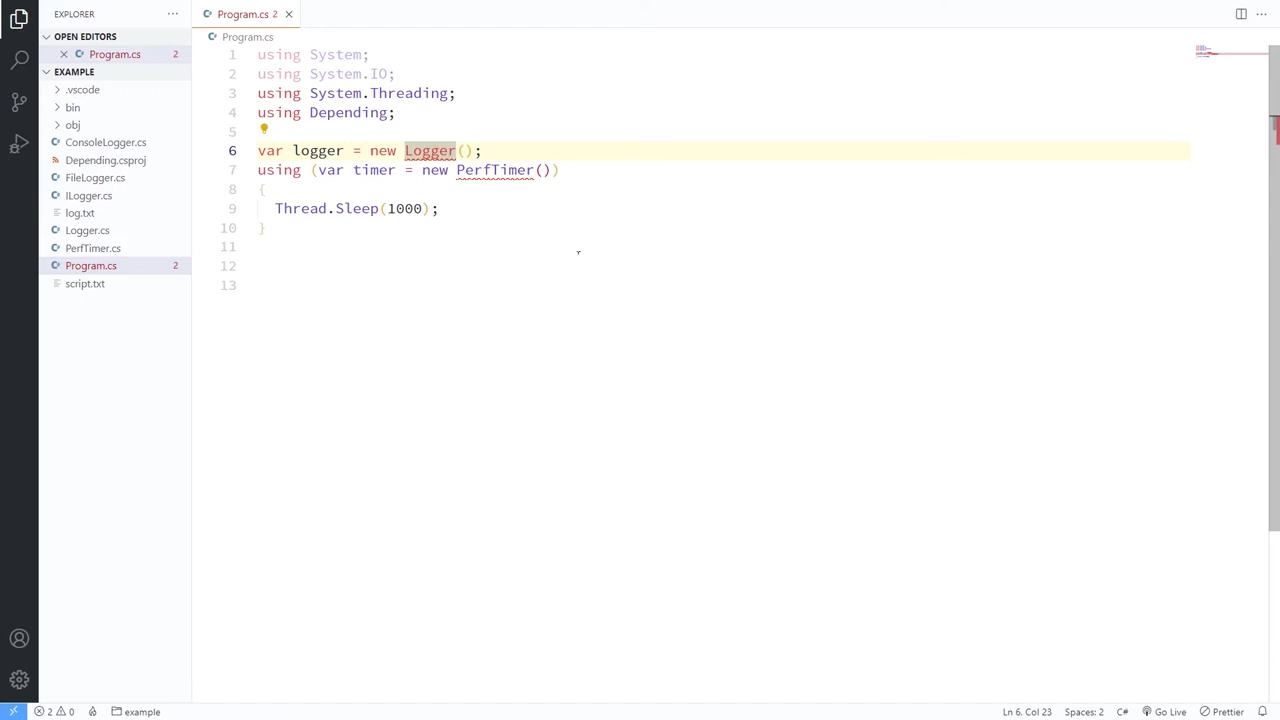 EXPLORER
Program.cs 2
OPEN EDITORS
Program.cs 2
EXAMPLE
.vscode
bin
obj
ConsoleLogger.cs
Depending.csproj
FileLogger.cs
ILogger.cs
log.txt
Logger.cs
PerfTimer.cs
Program.cs 2
script.txt
Program.cs
1 using System;
2 using System.IO;
3 using System.Threading;
4 using Depending;
5
6 var logger = new Logger();
7 using (var timer = new PerfTimer())
8 {
9 Thread.Sleep(1000);
10 }
11
12
13
2 0 example
Ln 6, Col 23 Spaces: 2 C# Go Live Prettier